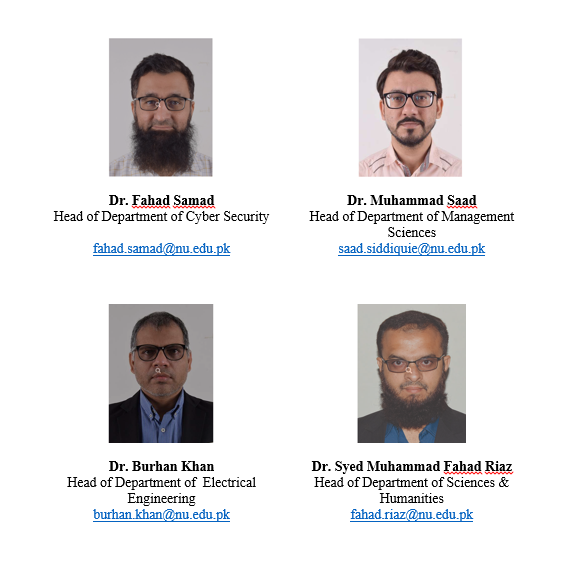 Dr. Fahad Samad
Head of Department of Cyber Security
fahad.samad@nu.edu.pk
Dr. Muhammad Saad
Head of Department of Management
Sciences
saad.siddiquie@nu.edu.pk
Dr. Burhan Khan
Head of Department of Electrical
Engineering
burhan.khan@nu.edu.pk
Dr. Syed Muhammad Fahad Riaz
Head of Department of Sciences &
Humanities
fahad.riaz@nu.edu.pk